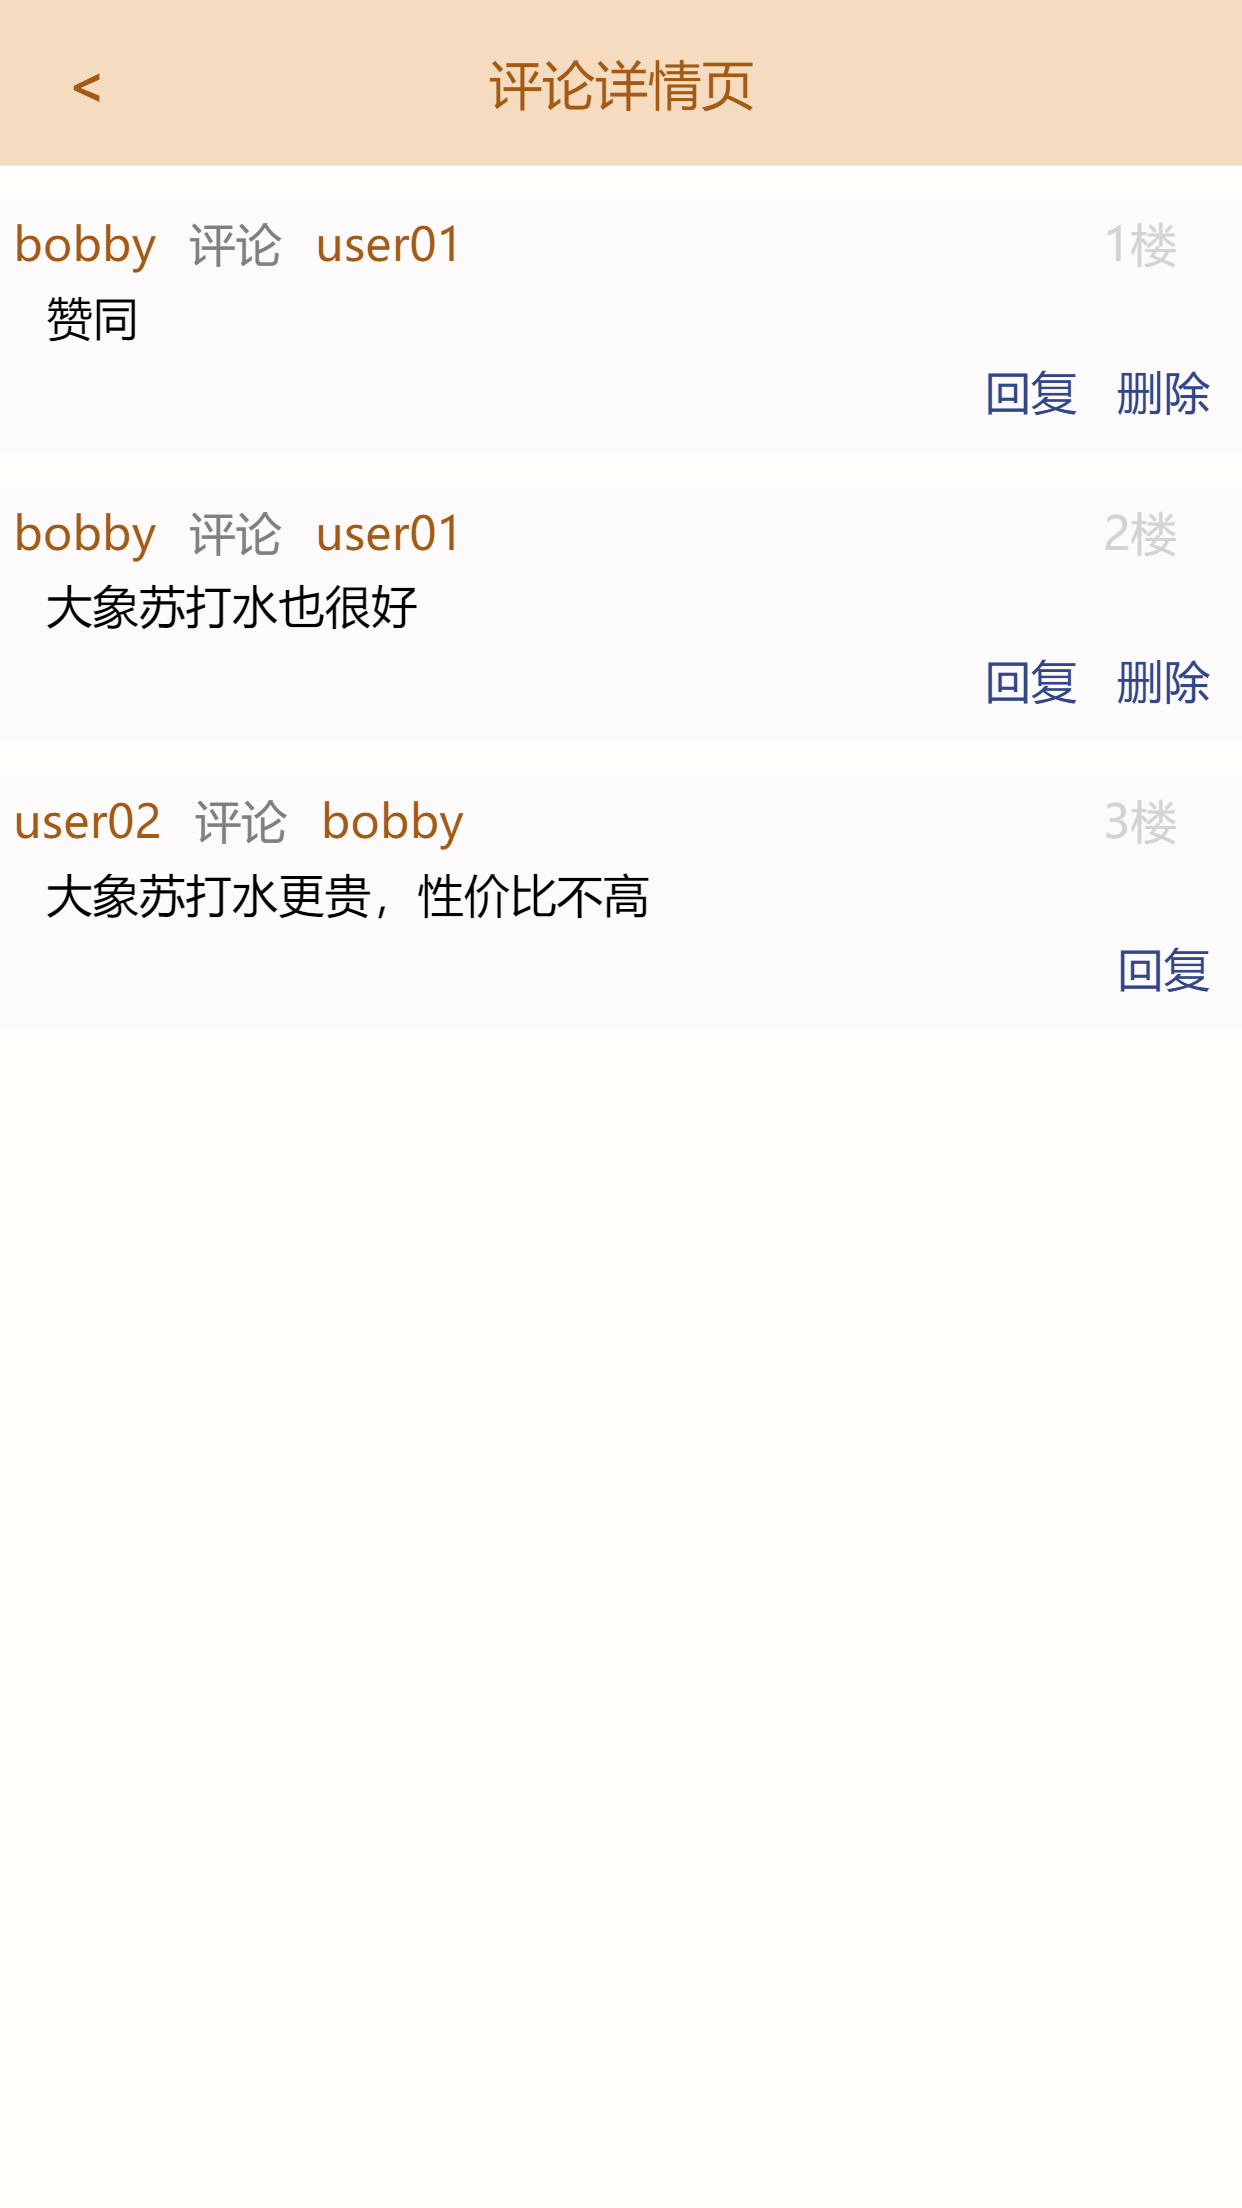 < 评论详情页
bobby 评论 user01 1楼
赞同
回复 删除
bobby 评论 user01 2楼
大象苏打水也很好
回复 删除
user02 评论 bobby 3楼
大象苏打水更贵，性价比不高
回复